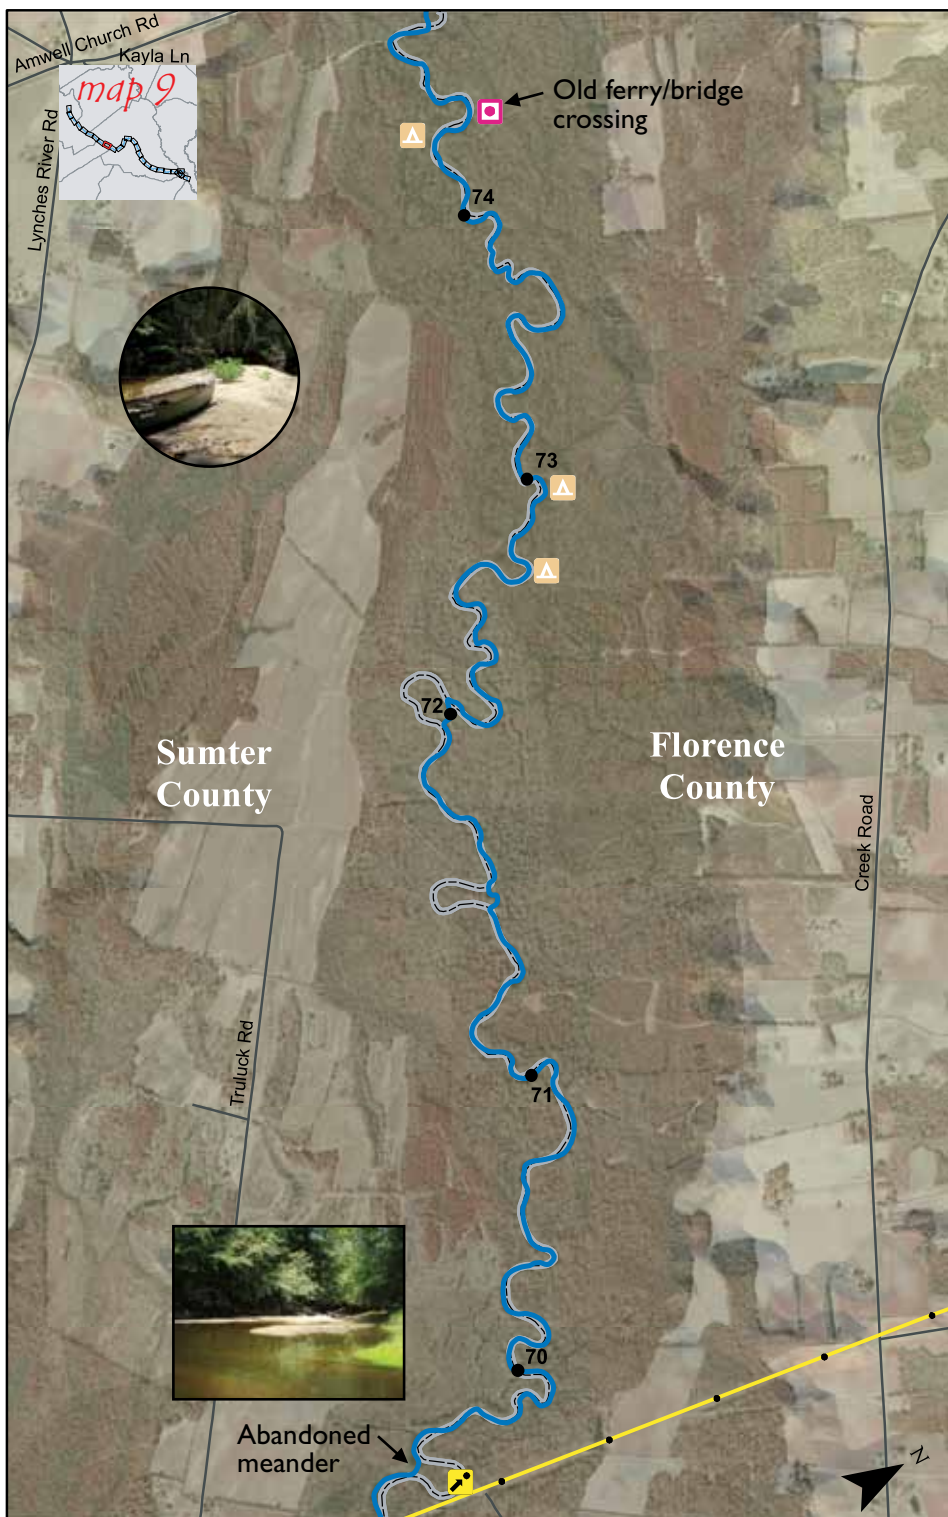 Amwell Church Rd
Kayla Ln
map 9
Lynches River Rd
Old ferry/bridge
crossing
74
73
72
Sumter
County
Florence
County
Creek Road
Truluck Rd
71
70
Abandoned
meander
N